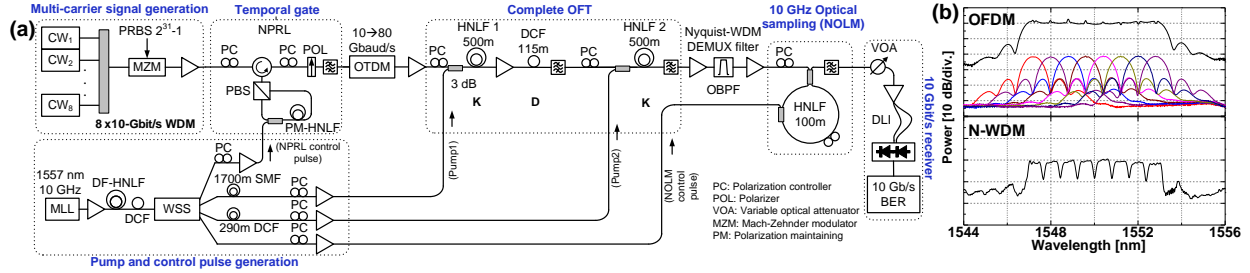 (a)
Multi-carrier signal generation
CW1
CW2
CW8
PRBS 2^31-1
MZM
8 x10-Gbit/s WDM
Temporal gate
NPRL
PC
PC
POL
PBS
PM-HNLF
(NPRL control
pulse)
10→80
Gbaud/s
OTDM
Complete OFT
PC
HNLF 1
500m
DCF
115m
PC
HNLF 2
500m
3 dB
K
D
K
(Pump1)
(Pump2)
(NOLM
control
pulse)
Nyquist-WDM
DEMUX filter
OBPF
10 GHz Optical
sampling (NOLM)
PC
HNLF
100m
VOA
DLI
10 Gb/s
BER
10 Gbit/s
receiver
1557 nm
10 GHz
MLL
DF-HNLF
DCF
WSS
PC
1700m SMF
PC
290m DCF
PC
PC
Pump and control pulse generation
PC: Polarization controller
POL: Polarizer
VOA: Variable optical attenuator
MZM: Mach-Zehnder modulator
PM: Polarization maintaining
(b)
OFDM
N-WDM
Power [10 dB/div.]
1544
1548
1552
1556
Wavelength [nm]